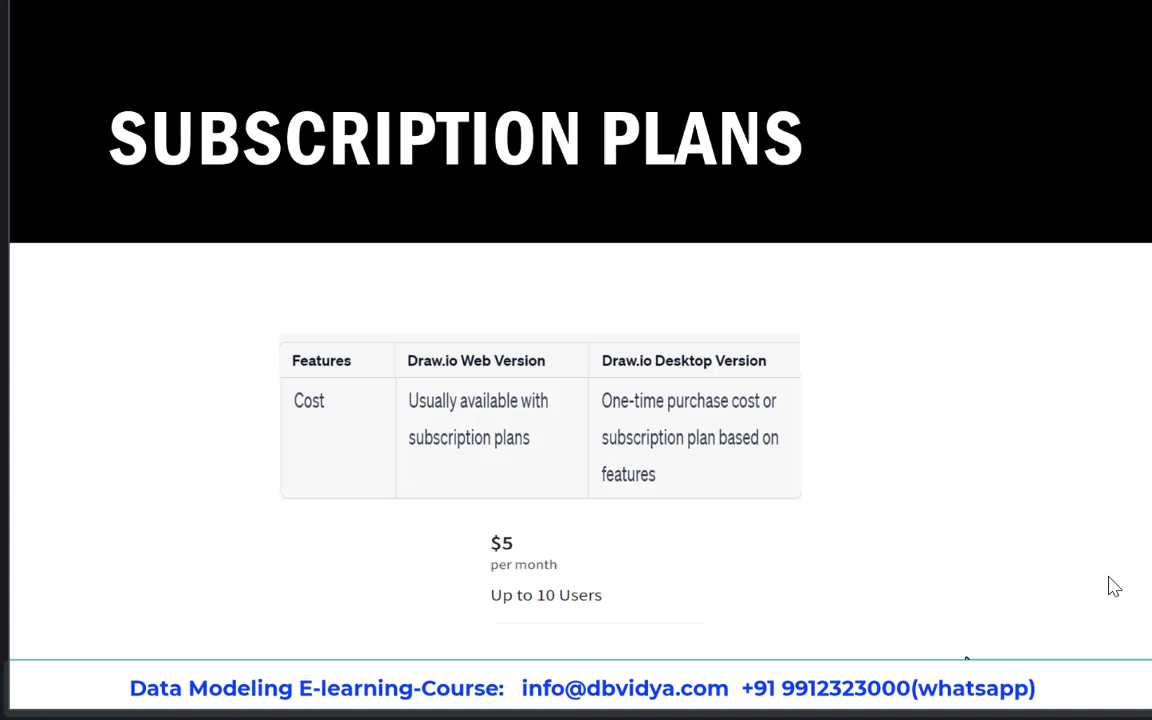 SUBSCRIPTION PLANS
Features Draw.io Web Version Draw.io Desktop Version
Cost Usually available with One-time purchase cost or
subscription plans subscription plan based on
features
$5
per month
Up to 10 Users
Data Modeling E-learning-Course: info@dbvidya.com +91 9912323000(whatsapp)